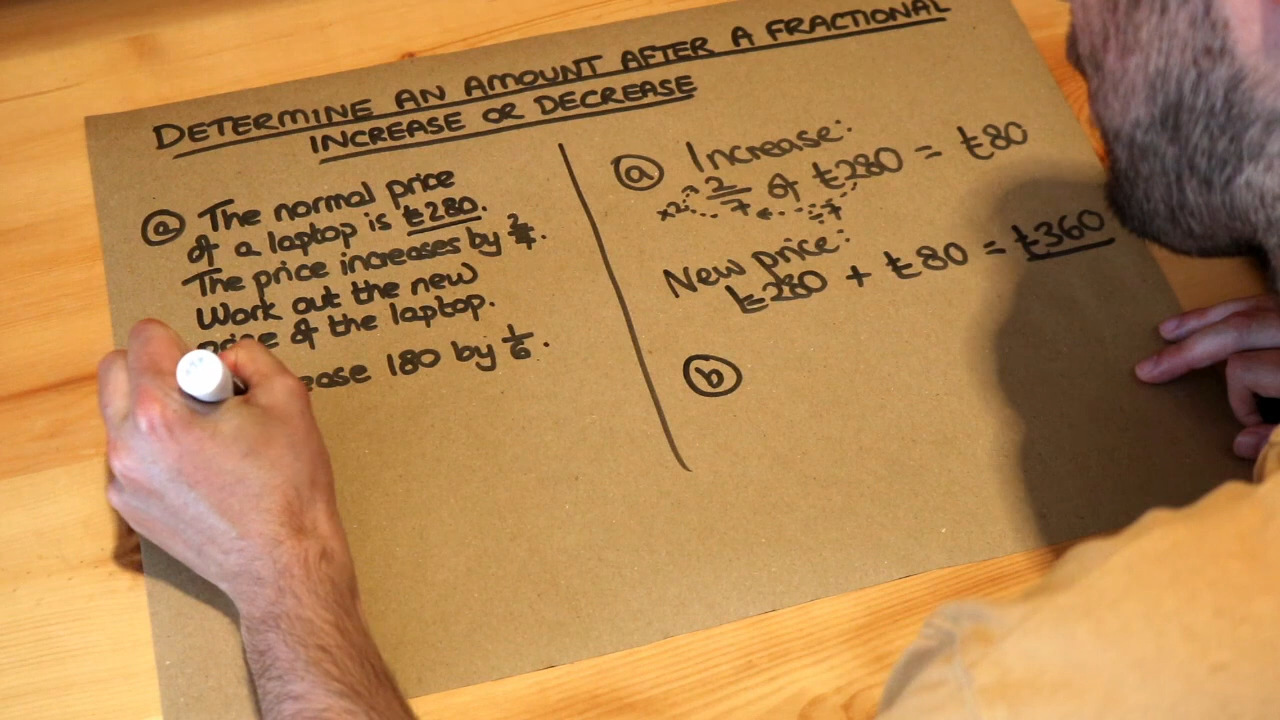 DETERMINE AN AMOUNT AFTER A FRACTIONAL
INCREASE OR DECREASE
(a) The normal price
of a laptop is £280.
The price increases by 2/7.
Work out the new
price of the laptop.
ease 180 by 1/6.
(a) Increase:
2/7 of £280 = £80
×2 ÷7
New price:
£280 + £80 = £360
(b)